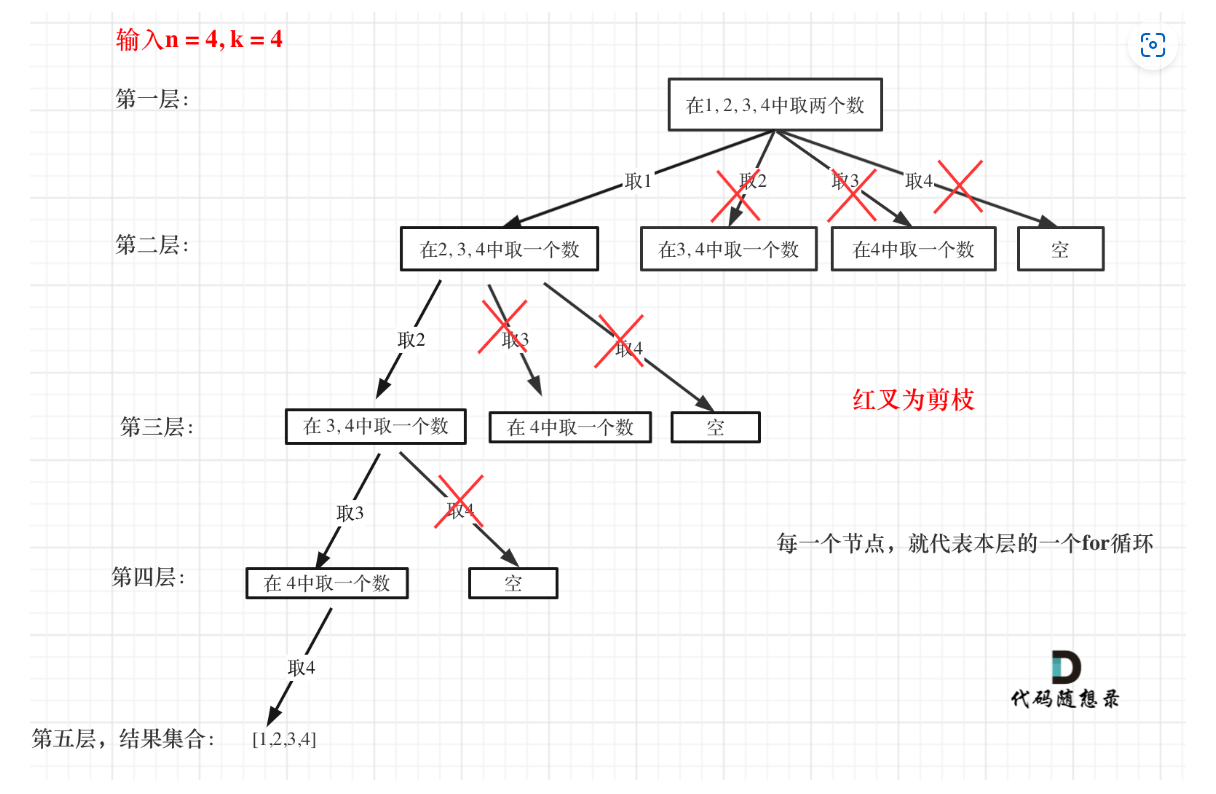 输入n = 4, k = 4
第一层：
在1, 2, 3, 4中取两个数
取1
取2
取3
取4
第二层：
在2, 3, 4中取一个数
在3, 4中取一个数
在4中取一个数
空
取2
取3
取4
红叉为剪枝
第三层：
在 3, 4中取一个数
在 4中取一个数
空
取3
取4
每一个节点，就代表本层的一个for循环
第四层：
在 4中取一个数
空
取4
代码随想录
第五层，结果集合：
[1,2,3,4]